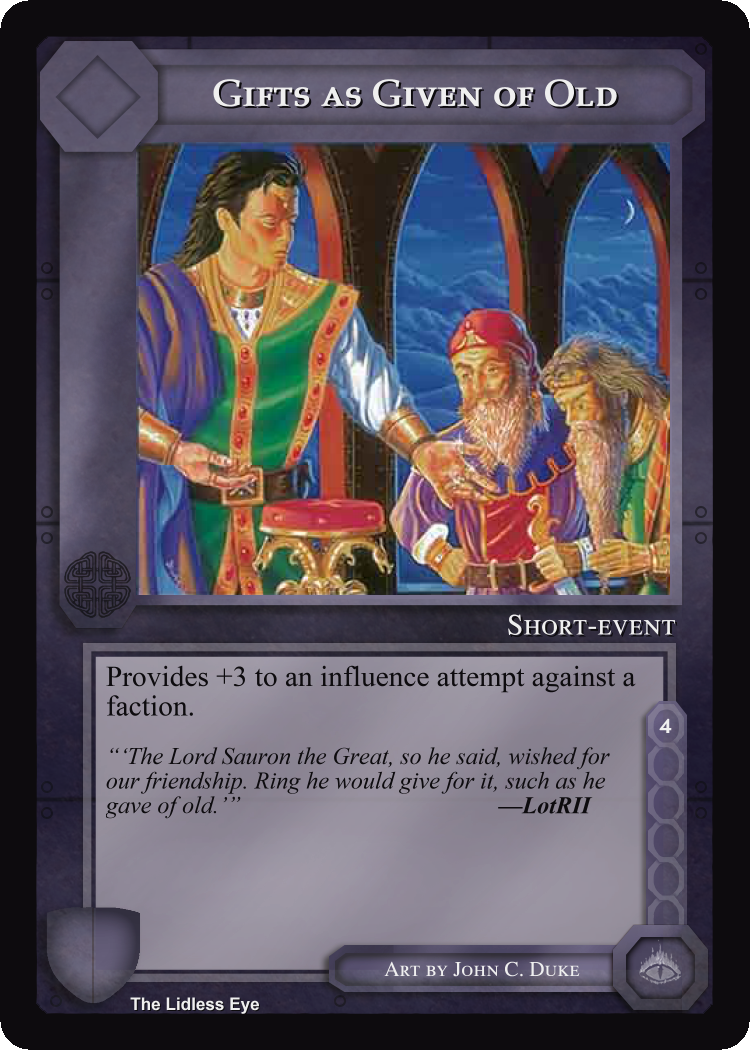 Gifts as Given of Old
Short-event
Provides +3 to an influence attempt against a
faction.
4
“‘The Lord Sauron the Great, so he said, wished for
our friendship. Ring he would give for it, such as he
gave of old.’”
—LotRII
Art by John C. Duke
The Lidless Eye